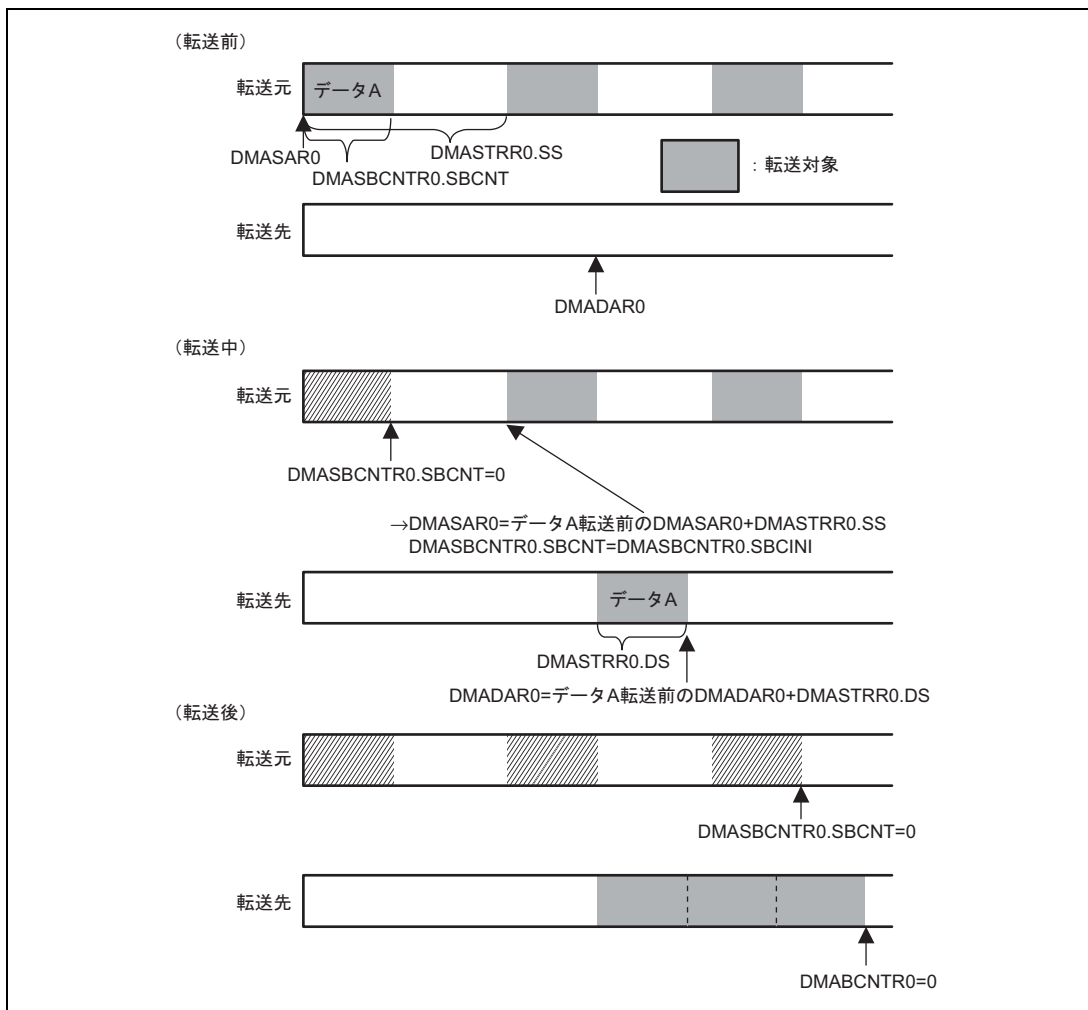 （転送前）
転送元
データA
DMASAR0
DMASTRR0.SS
DMASBCNTR0.SBCNT
：転送対象
転送先
DMADAR0
（転送中）
転送元
DMASBCNTR0.SBCNT=0
→DMASAR0=データA転送前のDMASAR0+DMASTRR0.SS
DMASBCNTR0.SBCNT=DMASBCNTR0.SBCINI
転送先
データA
DMASTRR0.DS
DMADAR0=データA転送前のDMADAR0+DMASTRR0.DS
（転送後）
転送元
DMASBCNTR0.SBCNT=0
転送先
DMABCNTR0=0